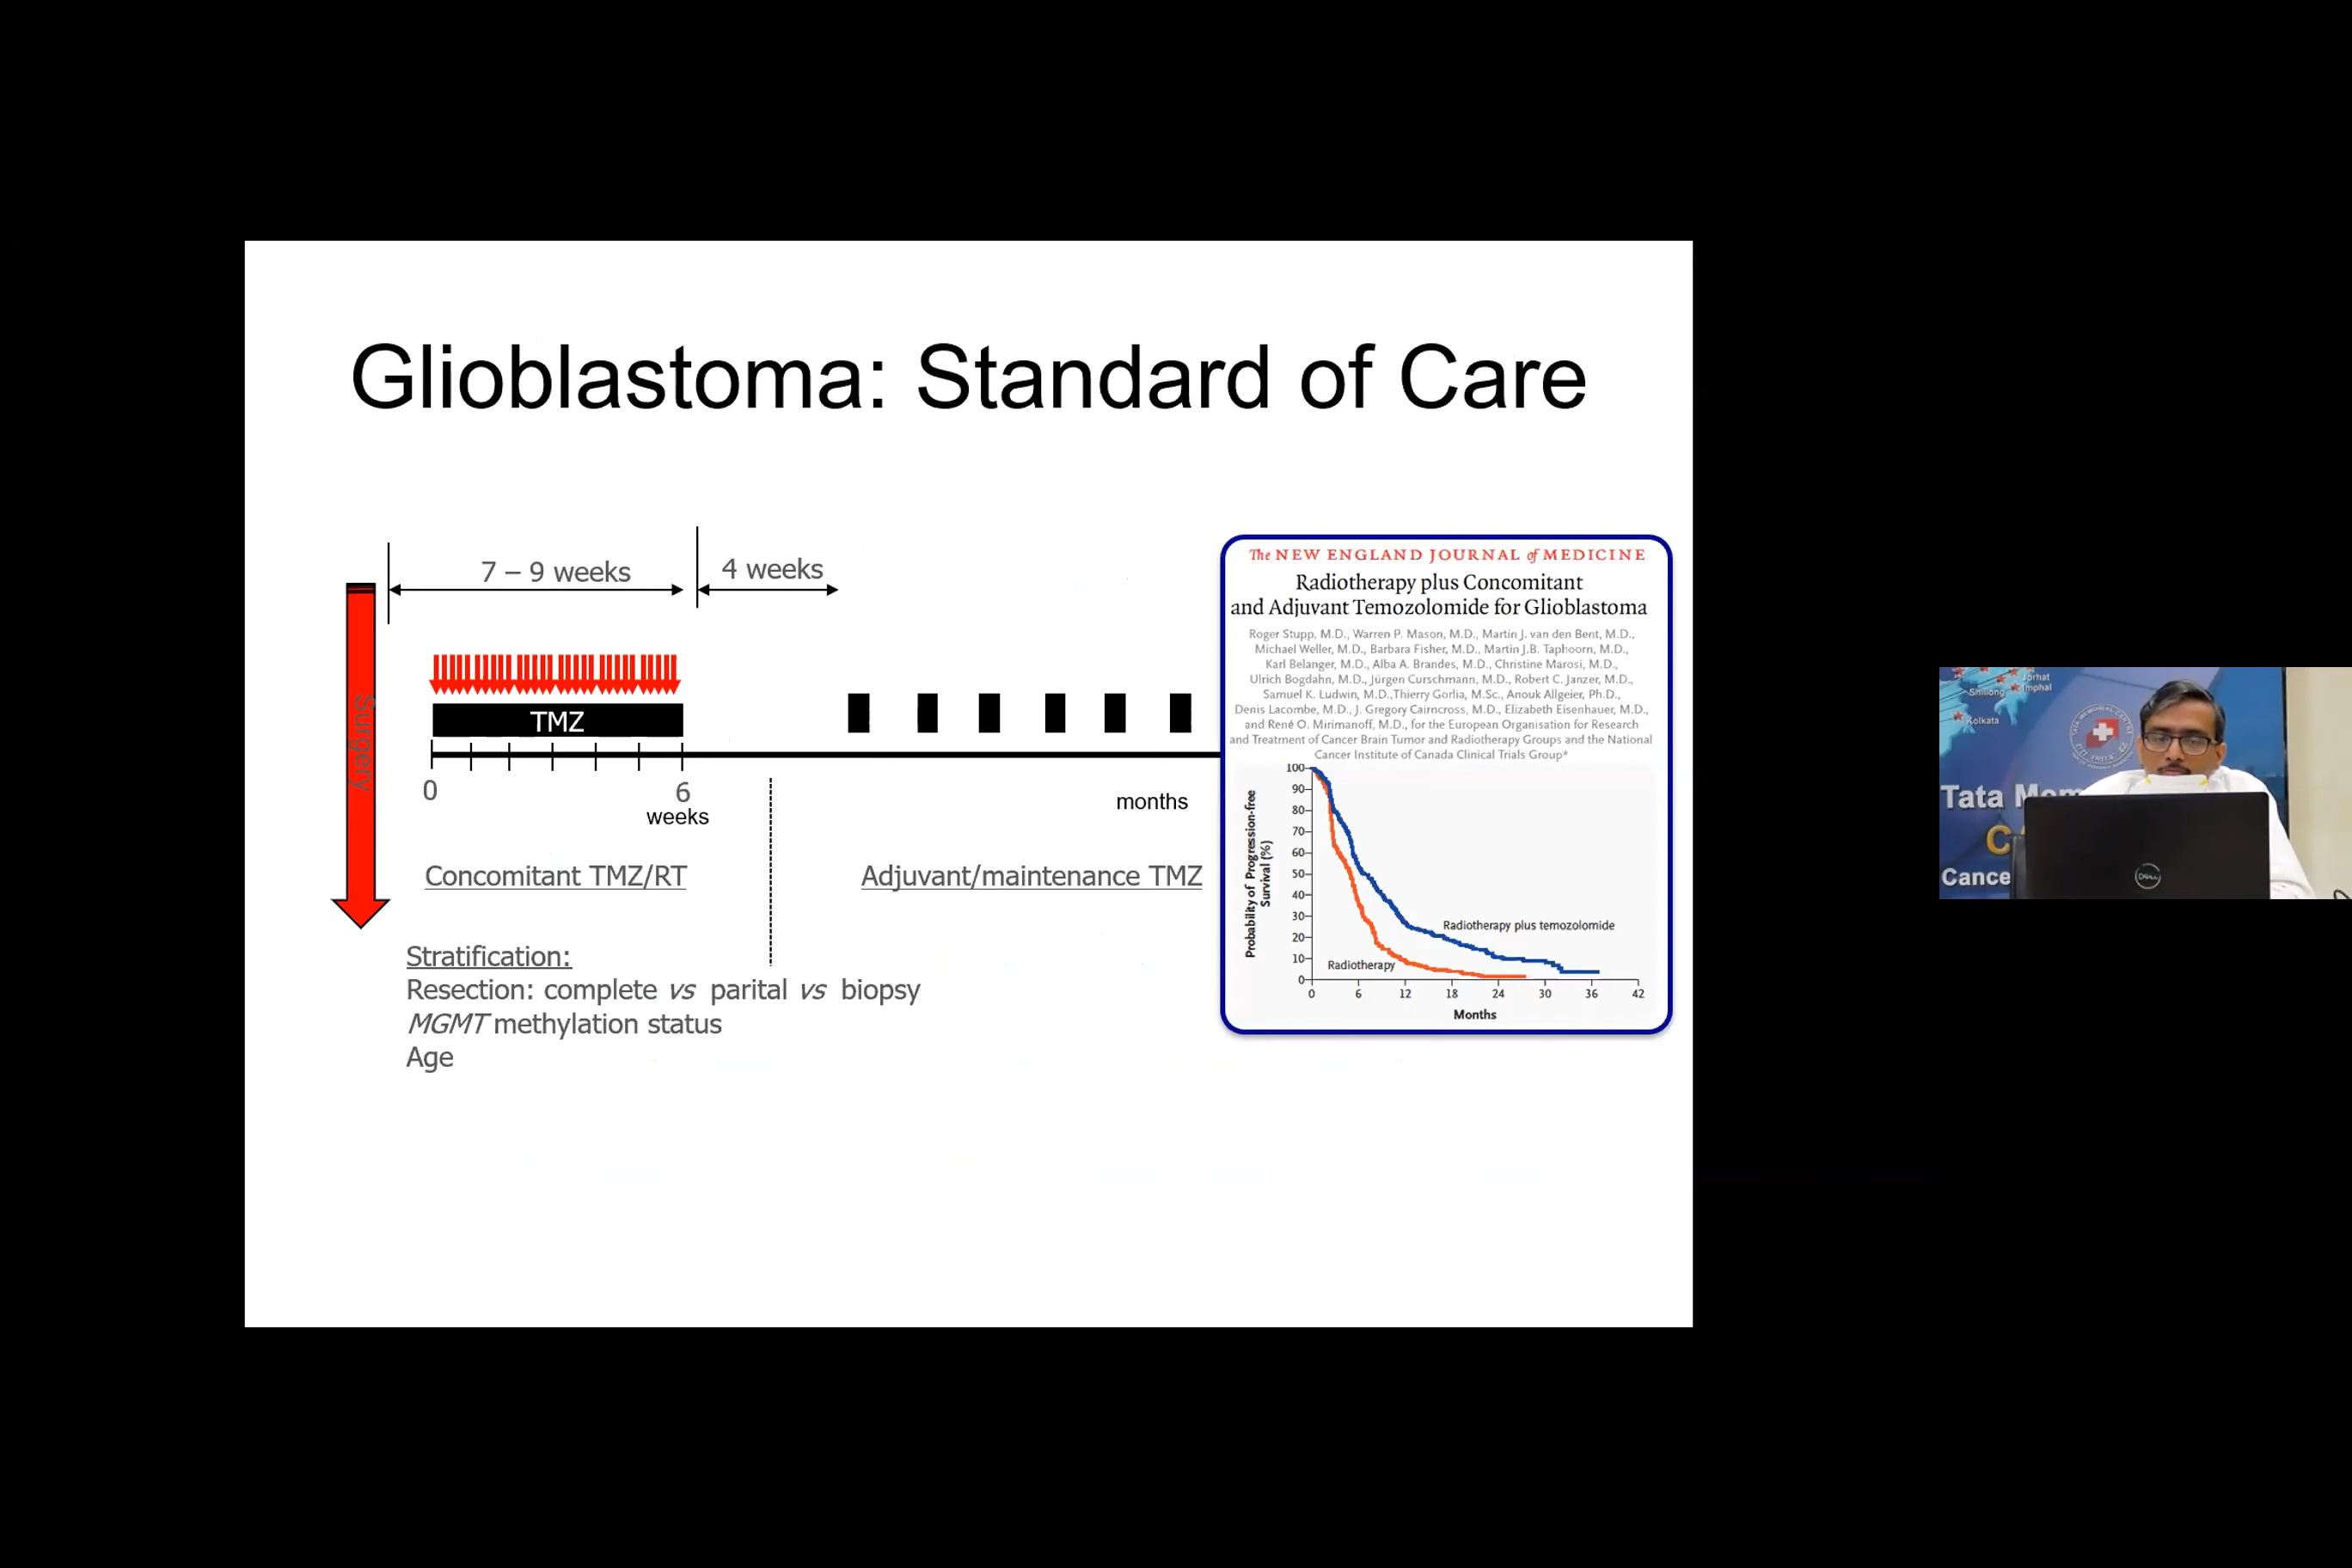 Glioblastoma: Standard of Care
7 – 9 weeks
4 weeks
Surgery
TMZ
0
6
weeks
months
Concomitant TMZ/RT
Adjuvant/maintenance TMZ
Stratification:
Resection: complete vs parital vs biopsy
MGMT methylation status
Age
The NEW ENGLAND JOURNAL of MEDICINE
Radiotherapy plus Concomitant
and Adjuvant Temozolomide for Glioblastoma
Roger Stupp, M.D., Warren P. Mason, M.D., Martin J. van den Bent, M.D.,
Michael Weller, M.D., Barbara Fisher, M.D., Martin J.B. Taphoorn, M.D.,
Karl Belanger, M.D., Alba A. Brandes, M.D., Christine Marosi, M.D.,
Ulrich Bogdahn, M.D., Jürgen Curschmann, M.D., Robert C. Janzer, M.D.,
Samuel K. Ludwin, M.D.,Thierry Gorlia, M.Sc., Anouk Allgeier, Ph.D.,
Denis Lacombe, M.D., J. Gregory Cairncross, M.D., Elizabeth Eisenhauer, M.D.,
and René O. Mirimanoff, M.D., for the European Organisation for Research
and Treatment of Cancer Brain Tumor and Radiotherapy Groups and the National
Cancer Institute of Canada Clinical Trials Group*
Probability of Progression-free
Survival (%)
100
90
80
70
60
50
40
30
20
10
0
Radiotherapy plus temozolomide
Radiotherapy
0 6 12 18 24 30 36 42
Months
Jorhat
Shillong Imphal
Kolkata
Tata Mem
C
Cance
DELL